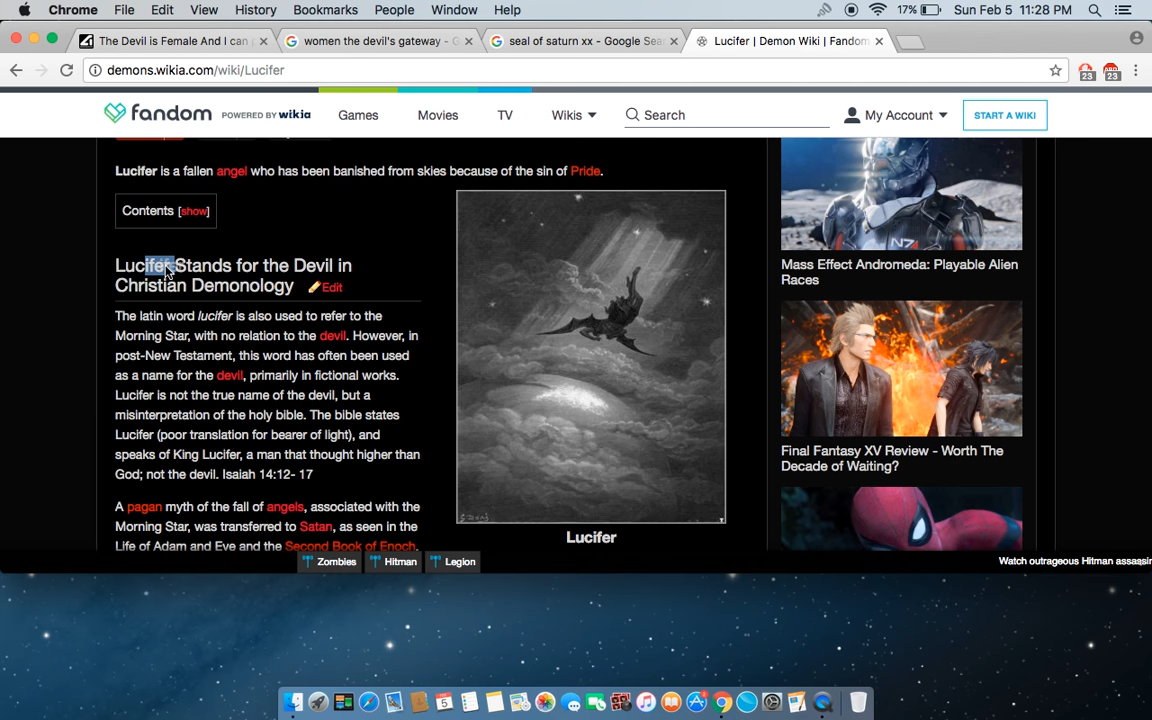 Chrome File Edit View History Bookmarks People Window Help 17% Sun Feb 5 11:28 PM
The Devil is Female And I can women the devil's gateway - G seal of saturn xx - Google Sea Lucifer | Demon Wiki | Fandom
demons.wikia.com/wiki/Lucifer 23 23
fandom POWERED BY wikia Games Movies TV Wikis Search My Account START A WIKI
Lucifer is a fallen angel who has been banished from skies because of the sin of Pride.
Contents [show]
Lucifer Stands for the Devil in
Christian Demonology Edit
The latin word lucifer is also used to refer to the
Morning Star, with no relation to the devil. However, in
post-New Testament, this word has often been used
as a name for the devil, primarily in fictional works.
Lucifer is not the true name of the devil, but a
misinterpretation of the holy bible. The bible states
Lucifer (poor translation for bearer of light), and
speaks of King Lucifer, a man that thought higher than
God; not the devil. Isaiah 14:12- 17
A pagan myth of the fall of angels, associated with the
Morning Star, was transferred to Satan, as seen in the
Life of Adam and Eve and the Second Book of Enoch,
Lucifer
N7
Mass Effect Andromeda: Playable Alien
Races
Final Fantasy XV Review - Worth The
Decade of Waiting?
Zombies Hitman Legion
Watch outrageous Hitman assassin
5